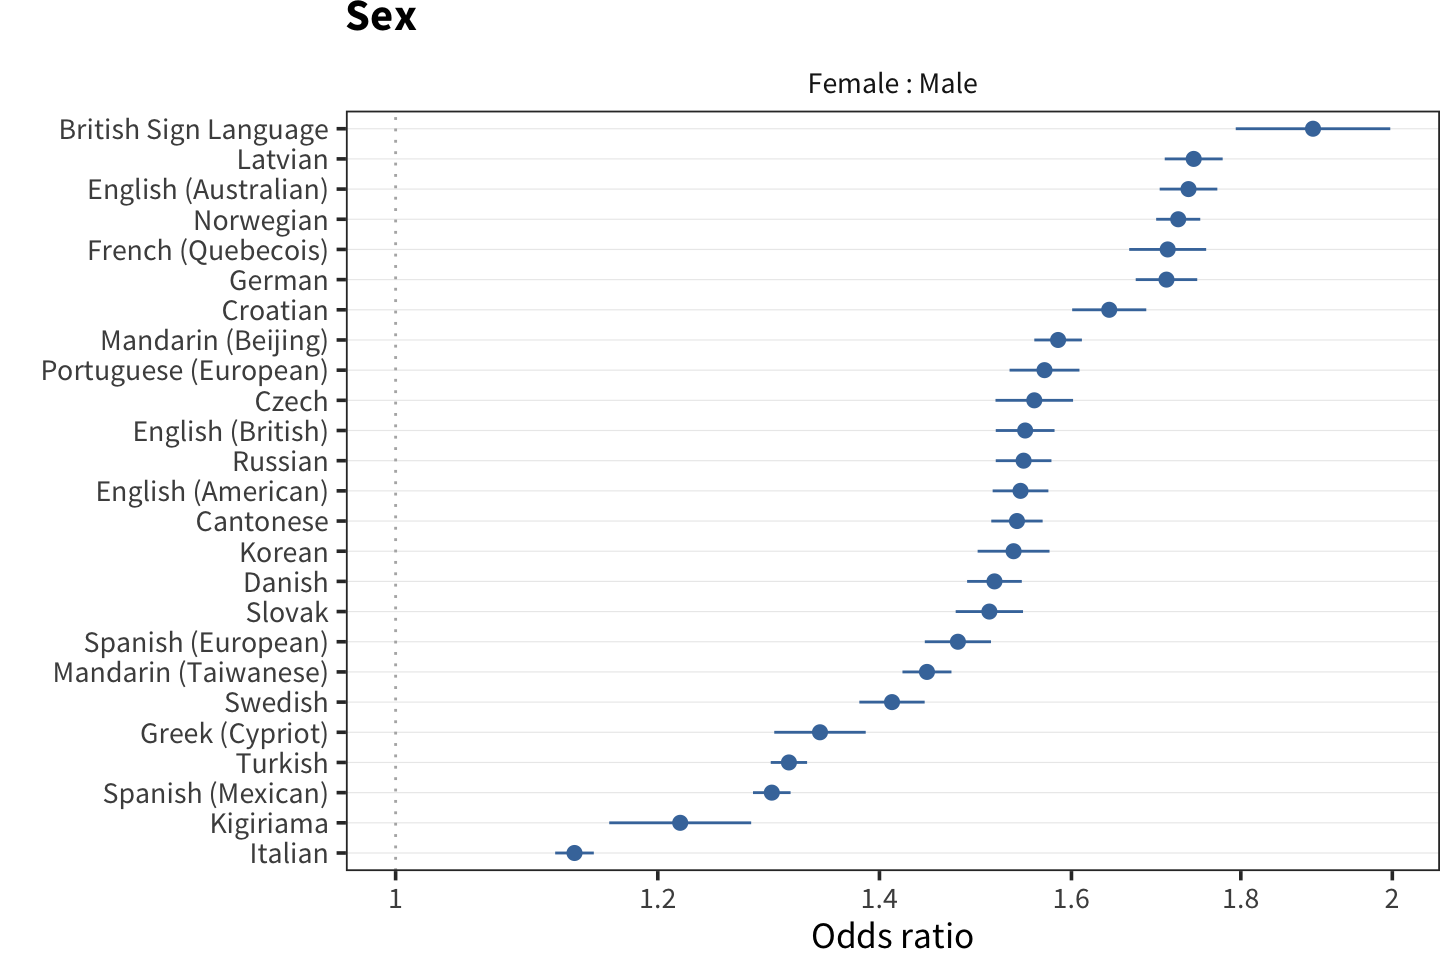 Sex
Female : Male
British Sign Language
Latvian
English (Australian)
Norwegian
French (Quebecois)
German
Croatian
Mandarin (Beijing)
Portuguese (European)
Czech
English (British)
Russian
English (American)
Cantonese
Korean
Danish
Slovak
Spanish (European)
Mandarin (Taiwanese)
Swedish
Greek (Cypriot)
Turkish
Spanish (Mexican)
Kigiriama
Italian
1 1.2 1.4 1.6 1.8 2
Odds ratio